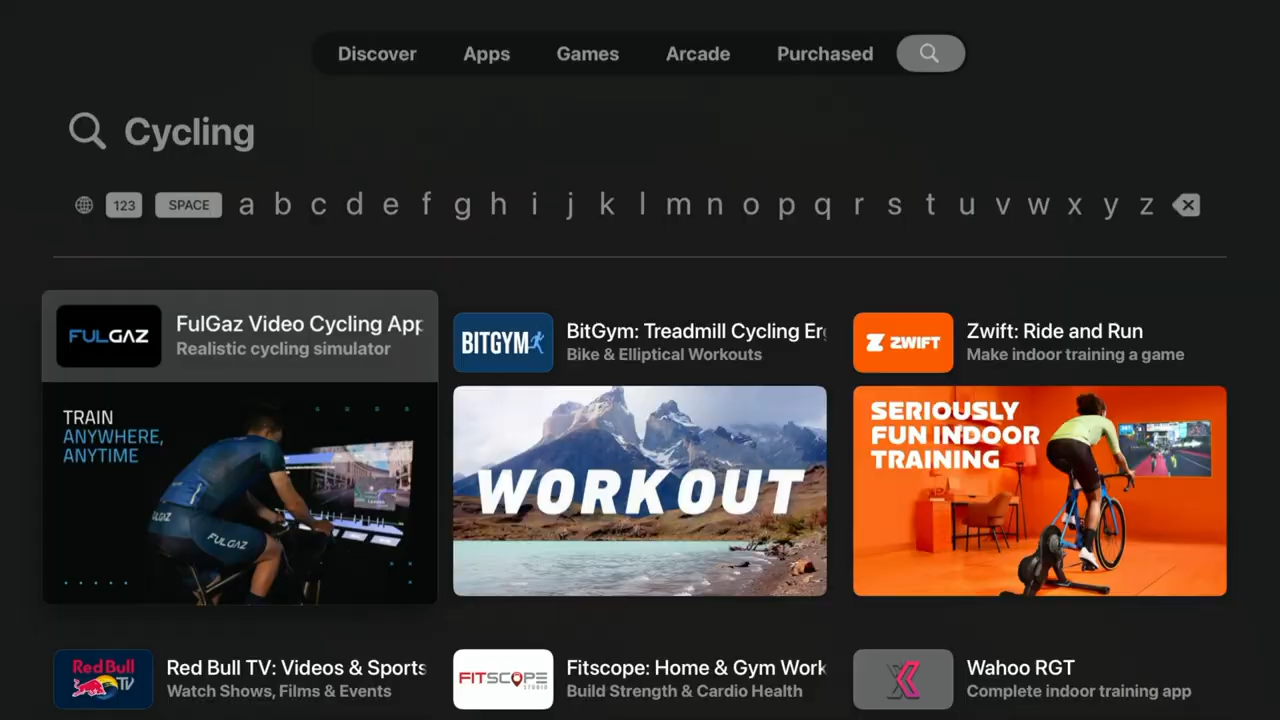 Discover Apps Games Arcade Purchased
Cycling
123 SPACE a b c d e f g h i j k l m n o p q r s t u v w x y z
FULGAZ
FulGaz Video Cycling App
Realistic cycling simulator
TRAIN
ANYWHERE,
ANYTIME
FULGAZ
BITGYM
BitGym: Treadmill Cycling Er
Bike & Elliptical Workouts
WORKOUT
ZWIFT
Zwift: Ride and Run
Make indoor training a game
SERIOUSLY
FUN INDOOR
TRAINING
Red Bull
TV
Red Bull TV: Videos & Sports
Watch Shows, Films & Events
FITSCOPE
STUDIO
Fitscope: Home & Gym Work
Build Strength & Cardio Health
Wahoo RGT
Complete indoor training app